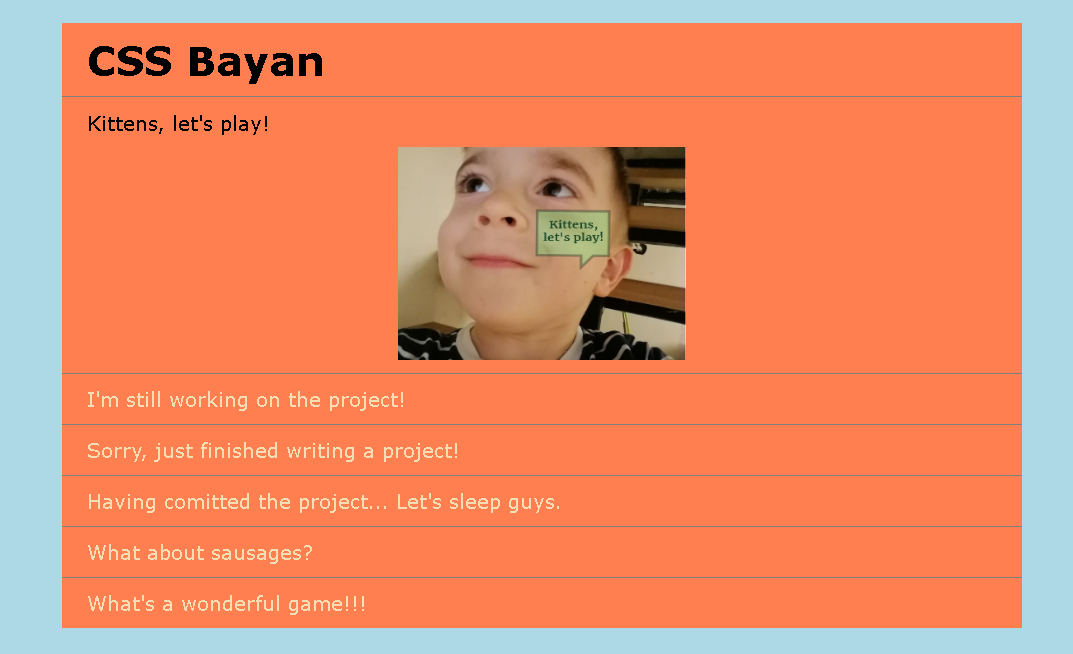 CSS Bayan
Kittens, let's play!
Kittens,
let's play!
I'm still working on the project!
Sorry, just finished writing a project!
Having comitted the project... Let's sleep guys.
What about sausages?
What's a wonderful game!!!